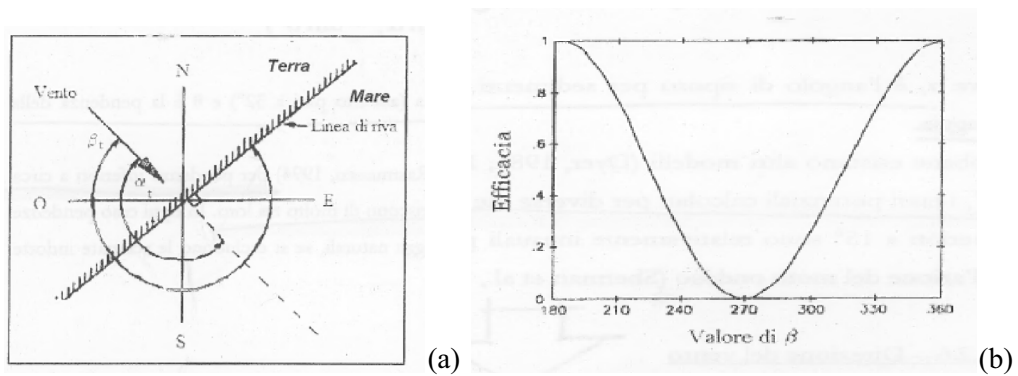 N
Terra
Vento
Mare
Linea di riva
βt
α
O
E
S
(a)
1
.8
.6
.4
.2
0
Efficacia
180 210 240 270 300 330 360
Valore di β
(b)